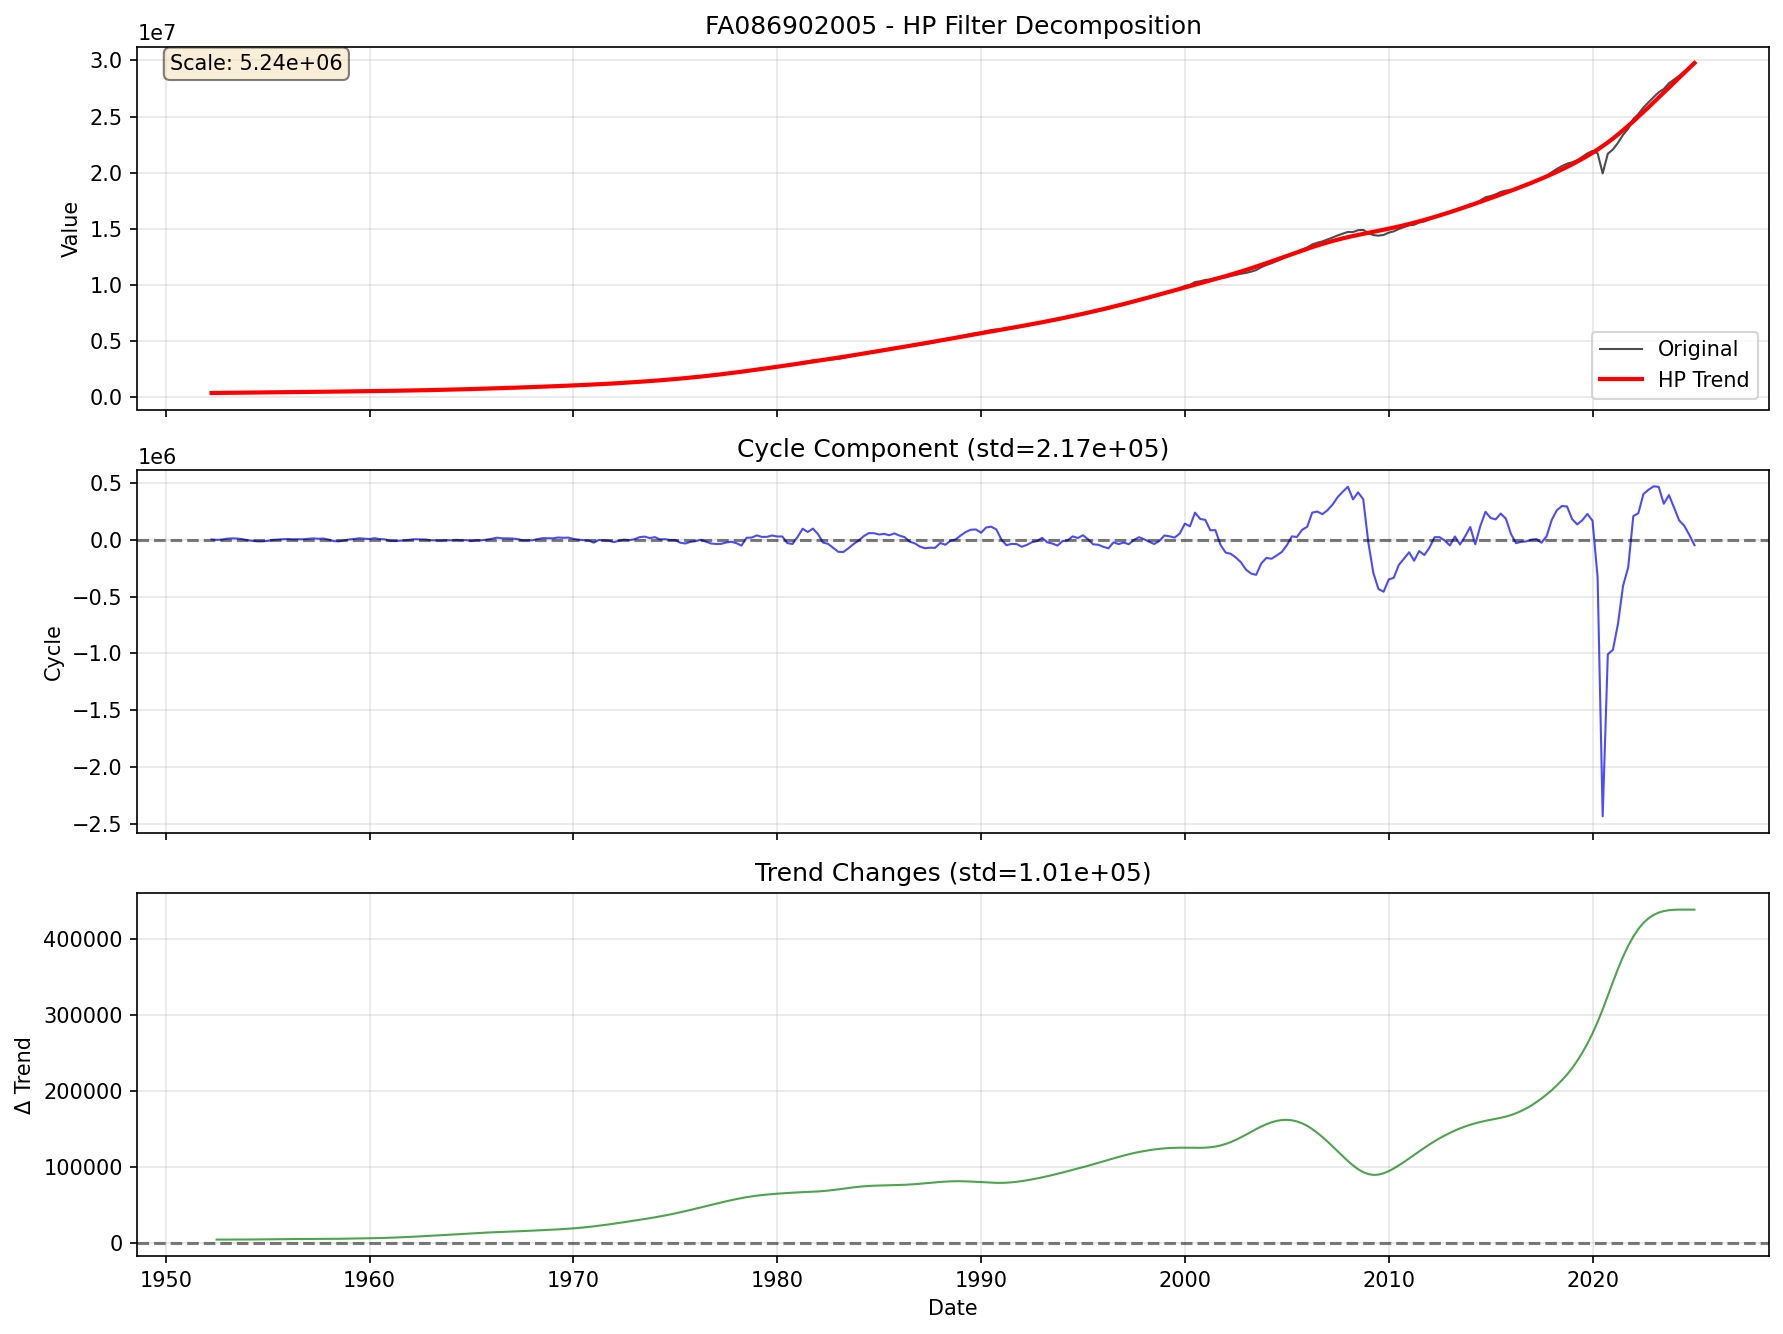 FA086902005 - HP Filter Decomposition
1e7
Scale: 5.24e+06
3.0
2.5
2.0
1.5
1.0
0.5
0.0
Value
Original
HP Trend
Cycle Component (std=2.17e+05)
1e6
0.5
0.0
−0.5
−1.0
−1.5
−2.0
−2.5
Cycle
Trend Changes (std=1.01e+05)
400000
300000
200000
100000
0
Δ Trend
1950 1960 1970 1980 1990 2000 2010 2020
Date